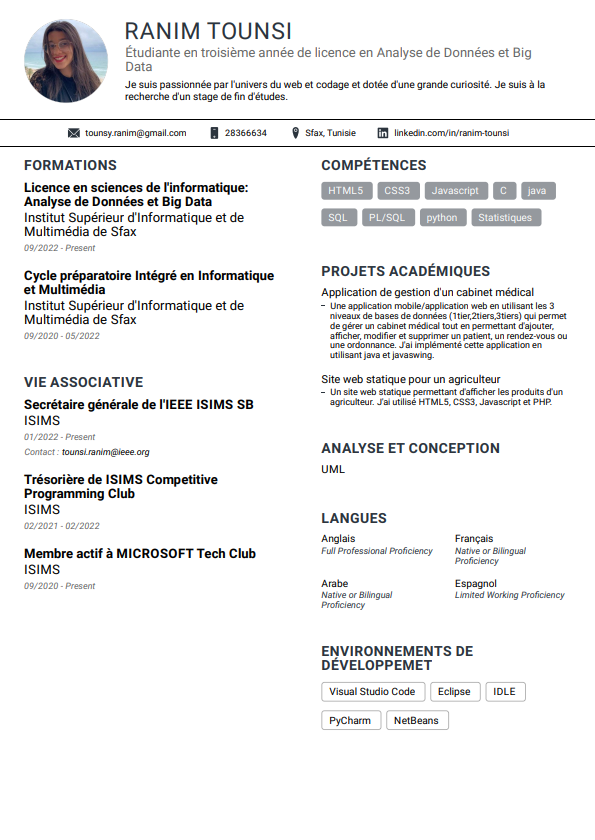 RANIM TOUNSI
Étudiante en troisième année de licence en Analyse de Données et Big
Data
Je suis passionnée par l'univers du web et codage et dotée d'une grande curiosité. Je suis à la
recherche d'un stage de fin d'études.
tounsy.ranim@gmail.com
28366634
Sfax, Tunisie
linkedin.com/in/ranim-tounsi
FORMATIONS
Licence en sciences de l'informatique:
Analyse de Données et Big Data
Institut Supérieur d'Informatique et de
Multimédia de Sfax
09/2022 - Present
Cycle préparatoire Intégré en Informatique
et Multimédia
Institut Supérieur d'Informatique et de
Multimédia de Sfax
09/2020 - 05/2022
VIE ASSOCIATIVE
Secrétaire générale de l'IEEE ISIMS SB
ISIMS
01/2022 - Present
Contact : tounsi.ranim@ieee.org
Trésorière de ISIMS Competitive
Programming Club
ISIMS
02/2021 - 02/2022
Membre actif à MICROSOFT Tech Club
ISIMS
09/2020 - Present
COMPÉTENCES
HTML5 CSS3 Javascript C java
SQL PL/SQL python Statistiques
PROJETS ACADÉMIQUES
Application de gestion d'un cabinet médical
– Une application mobile/application web en utilisant les 3
niveaux de bases de données (1tier,2tiers,3tiers) qui permet
de gérer un cabinet médical tout en permettant d'ajouter,
afficher, modifier et supprimer un patient, un rendez-vous ou
une ordonnance. J'ai implémenté cette application en
utilisant java et javaswing.
Site web statique pour un agriculteur
– Un site web statique permettant d'afficher les produits d'un
agriculteur. J'ai utilisé HTML5, CSS3, Javascript et PHP.
ANALYSE ET CONCEPTION
UML
LANGUES
Anglais
Full Professional Proficiency
Français
Native or Bilingual
Proficiency
Arabe
Native or Bilingual
Proficiency
Espagnol
Limited Working Proficiency
ENVIRONNEMENTS DE
DÉVELOPPEMET
Visual Studio Code Eclipse IDLE
PyCharm NetBeans